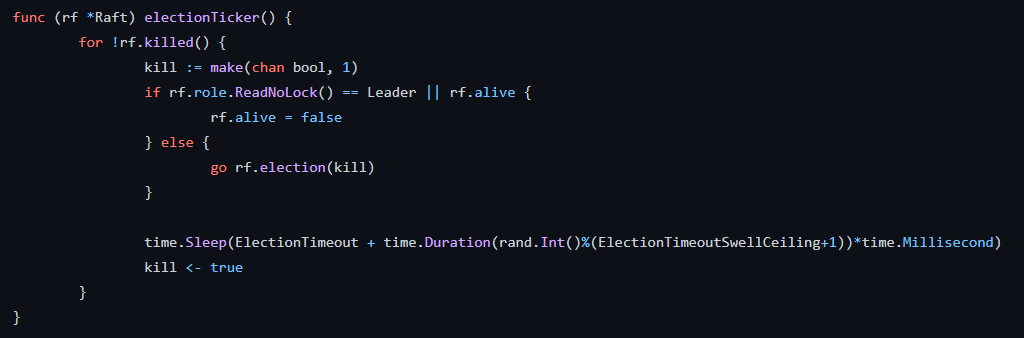 func (rf *Raft) electionTicker() {
        for !rf.killed() {
                kill := make(chan bool, 1)
                if rf.role.ReadNoLock() == Leader || rf.alive {
                        rf.alive = false
                } else {
                        go rf.election(kill)
                }

                time.Sleep(ElectionTimeout + time.Duration(rand.Int()%(ElectionTimeoutSwellCeiling+1))*time.Millisecond)
                kill <- true
        }
}